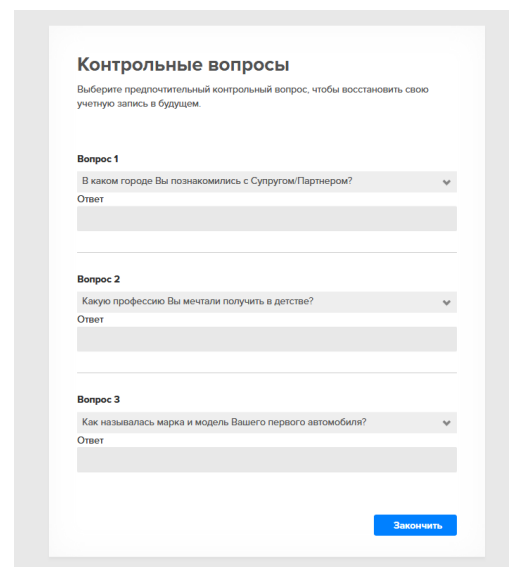 Контрольные вопросы
Выберите предпочтительный контрольный вопрос, чтобы восстановить свою
учетную запись в будущем.
Вопрос 1
В каком городе Вы познакомились с Супругом/Партнером?
Ответ
Вопрос 2
Какую профессию Вы мечтали получить в детстве?
Ответ
Вопрос 3
Как называлась марка и модель Вашего первого автомобиля?
Ответ
Закончить